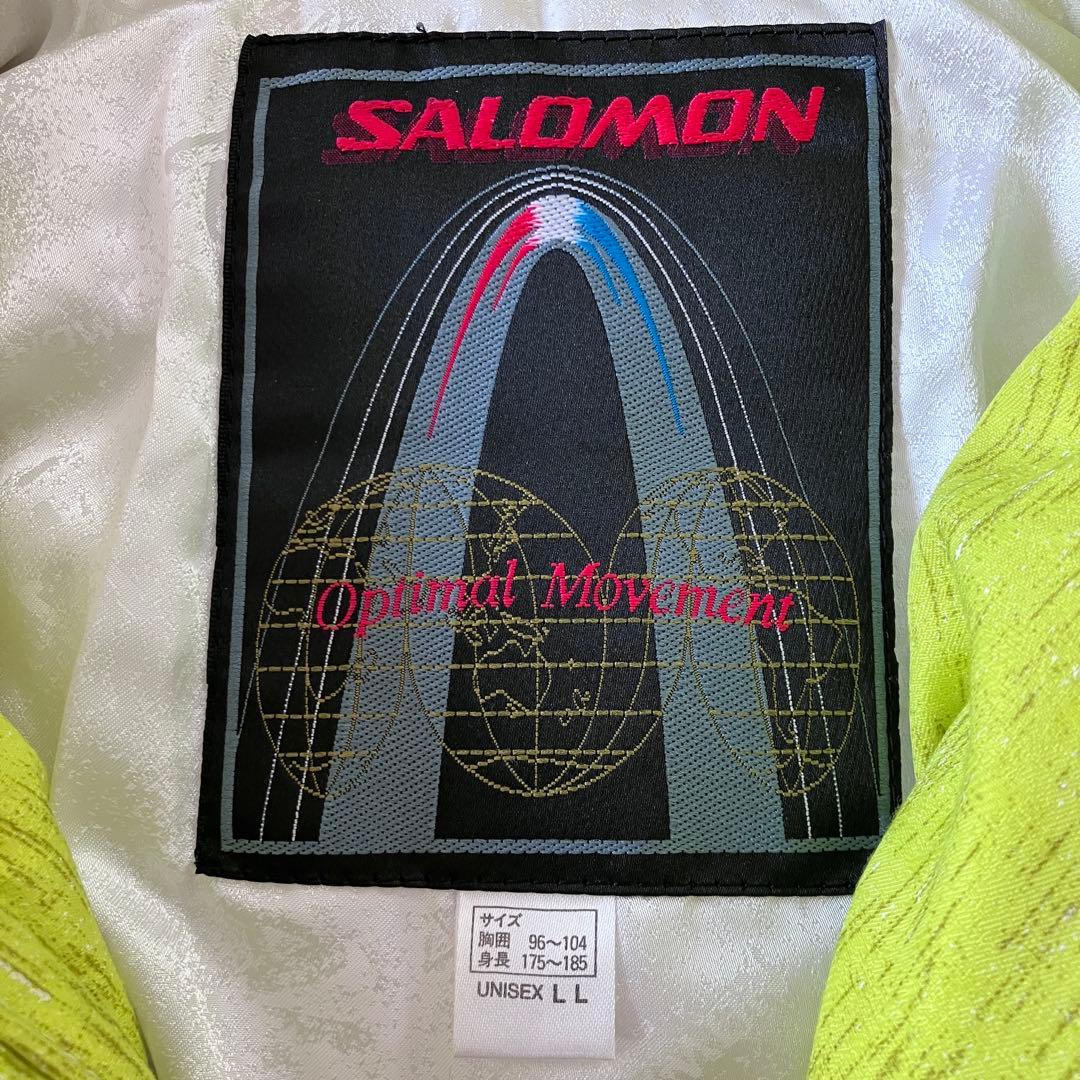 SALOMON
Optimal Movement
サイズ
胸囲 96～104
身長 175～185
UNISEX L L